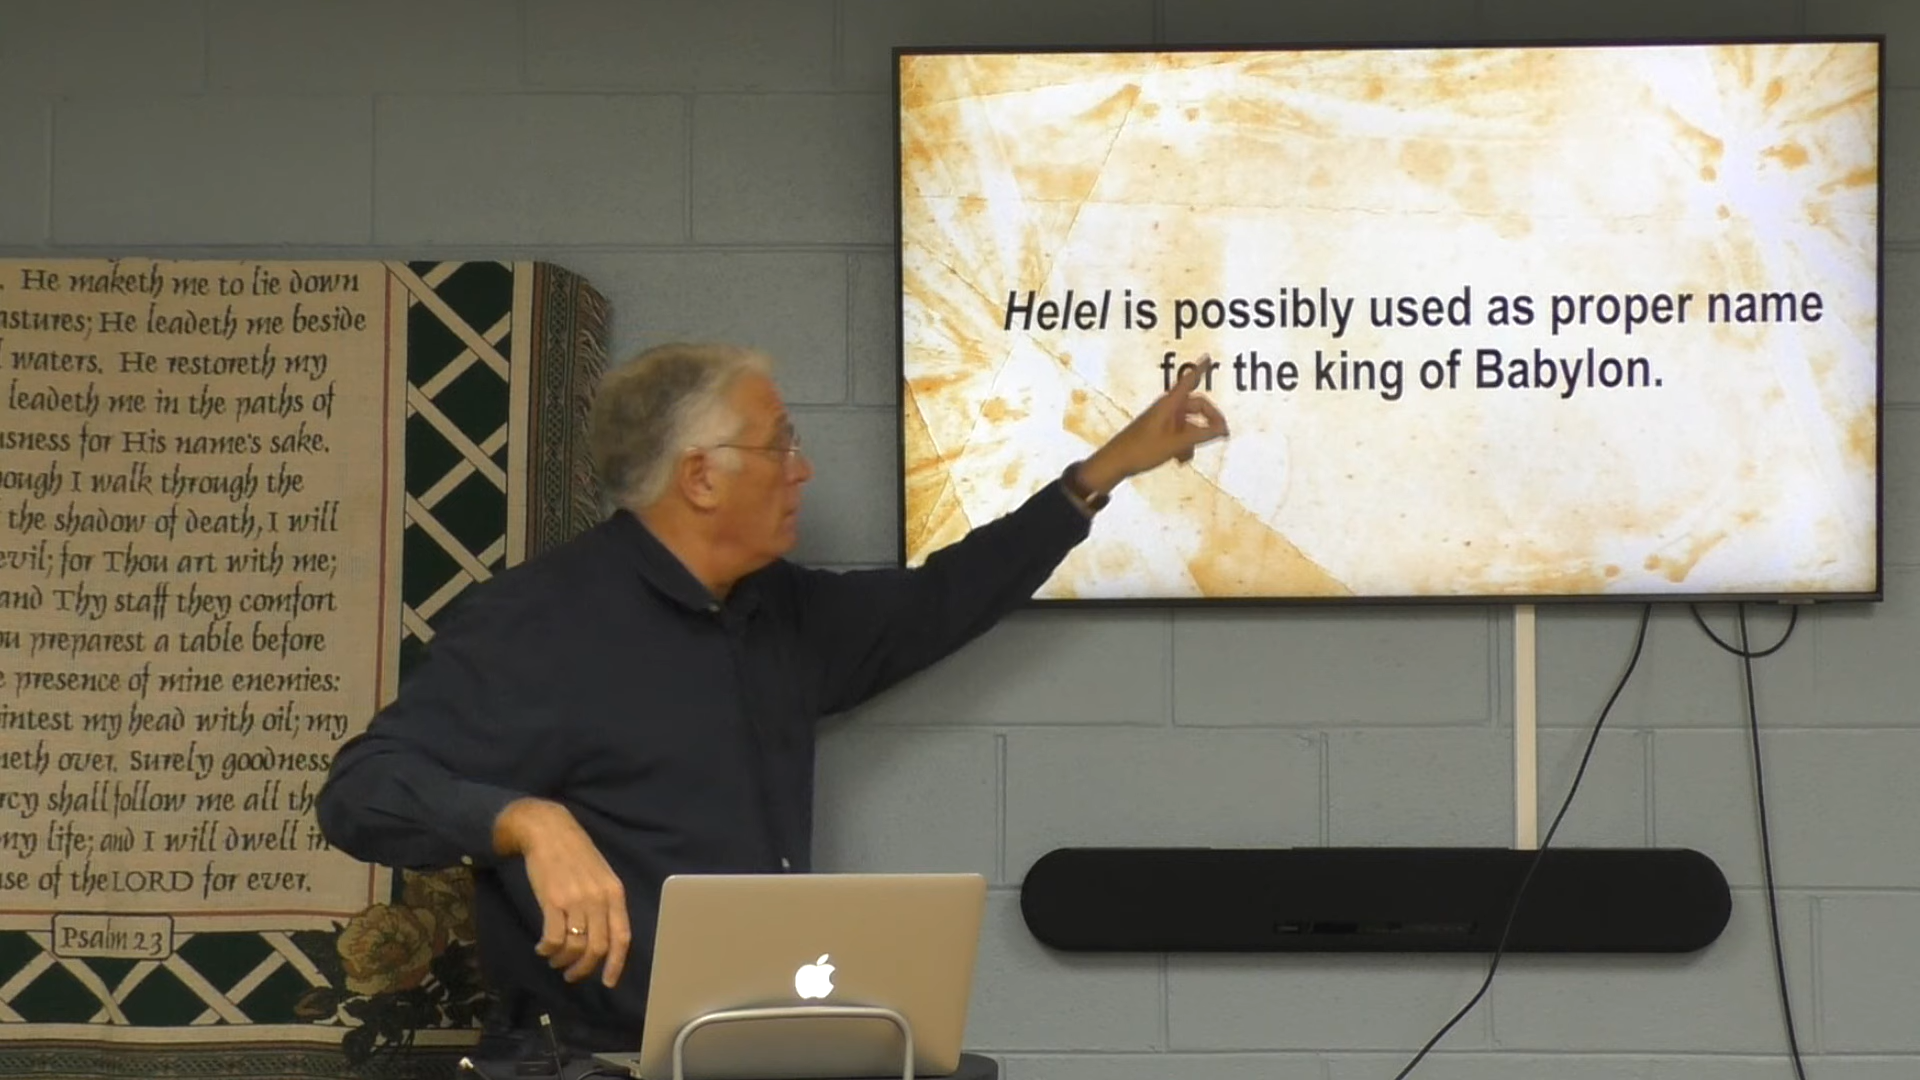 . He maketh me to lie down
He leadeth me beside
waters. He restoreth my
leadeth me in the paths of
for His name's sake.
I walk through the
the shadow of death, I will
for Thou art with me;
and Thy staff they comfort
preparest a table before
presence of mine enemies:
my head with oil; my
over. Surely goodness
shall follow me all
my life; and I will dwell in
of the LORD for ever.
Psalm 23
Helel is possibly used as proper name
for the king of Babylon.